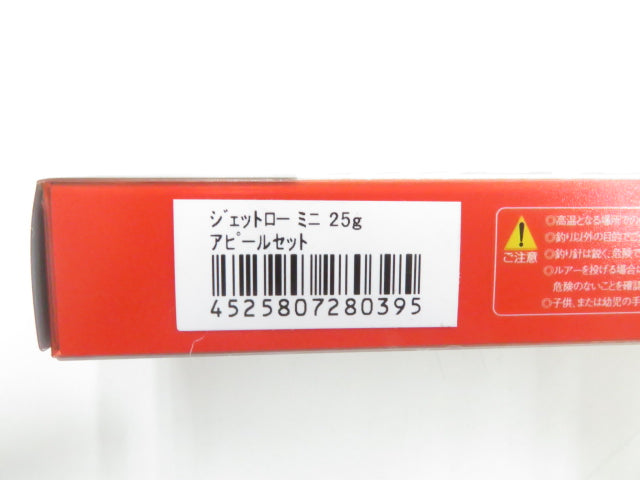 ｼﾞｪットロー ミニ 25g
アピールセット
4525807280395
ご注意
◎高温となる場所での
◎釣り以外の目的でご
◎釣り針は鋭く、危険で
◎ルアーを投げる場合に
危険のないことを確認
◎子供、または幼児の手